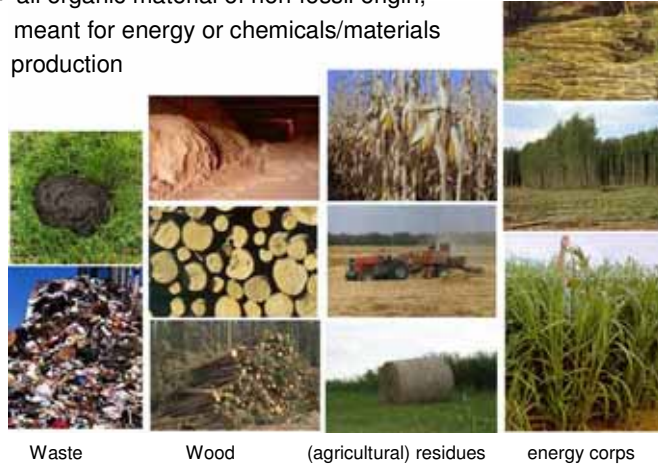 all organic material of non fossil origin,
meant for energy or chemicals/materials
production
Waste Wood (agricultural) residues energy corps